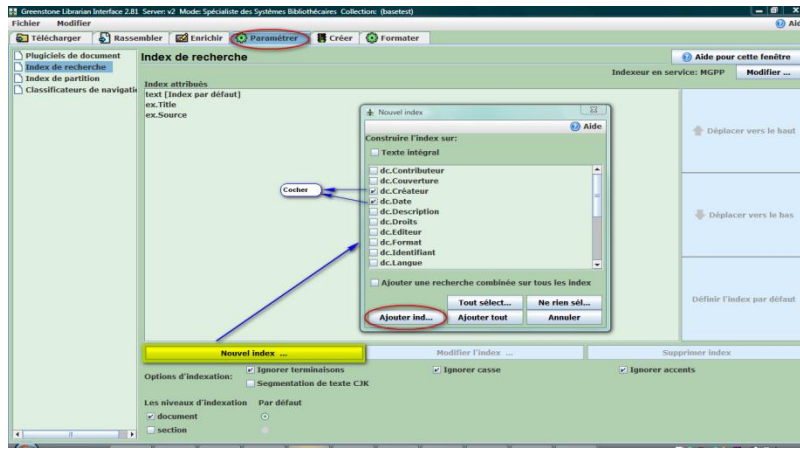 Greenstone Librarian Interface 2.81  Server: v2  Mode: Spécialiste des Systèmes Bibliothécaires  Collection: (basetest)
Fichier  Modifier
Télécharger  Rassembler  Enrichir  Paramétrer  Créer  Formater
Plugiciels de document
Index de recherche
Index de partition
Classificateurs de navigati
Index de recherche
Aide pour cette fenêtre
Indexeur en service: MGPP  Modifier ...
Index attribués
text [Index par défaut]
ex.Title
ex.Source
Déplacer vers le haut
Déplacer vers le bas
Définir l'index par défaut
Nouvel index
Aide
Construire l'index sur:
Texte intégral
dc.Contributeur
dc.Couverture
dc.Créateur
dc.Date
dc.Description
dc.Droits
dc.Editeur
dc.Format
dc.Identifiant
dc.Langue
Ajouter une recherche combinée sur tous les index
Tout sélect...  Ne rien sél...
Ajouter ind...  Ajouter tout  Annuler
Cocher
Nouvel index ...  Modifier l'index ...  Supprimer index
Options d'indexation:  Ignorer terminaisons  Ignorer casse  Ignorer accents
Segmentation de texte CJK
Les niveaux d'indexation  Par défaut
document
section